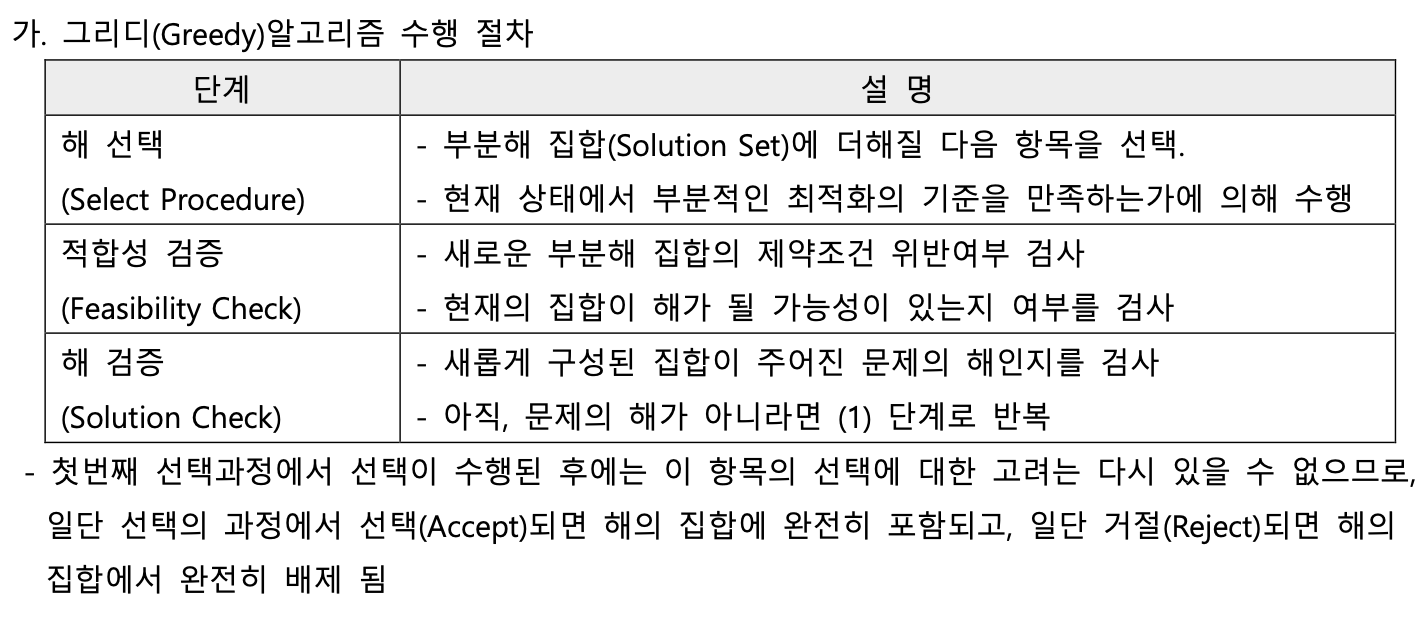 가. 그리디(Greedy)알고리즘 수행 절차
단계 설 명
해 선택
(Select Procedure)
- 부분해 집합(Solution Set)에 더해질 다음 항목을 선택.
- 현재 상태에서 부분적인 최적화의 기준을 만족하는가에 의해 수행
적합성 검증
(Feasibility Check)
- 새로운 부분해 집합의 제약조건 위반여부 검사
- 현재의 집합이 해가 될 가능성이 있는지 여부를 검사
해 검증
(Solution Check)
- 새롭게 구성된 집합이 주어진 문제의 해인지를 검사
- 아직, 문제의 해가 아니라면 (1) 단계로 반복
- 첫번째 선택과정에서 선택이 수행된 후에는 이 항목의 선택에 대한 고려는 다시 있을 수 없으므로,
일단 선택의 과정에서 선택(Accept)되면 해의 집합에 완전히 포함되고, 일단 거절(Reject)되면 해의
집합에서 완전히 배제 됨